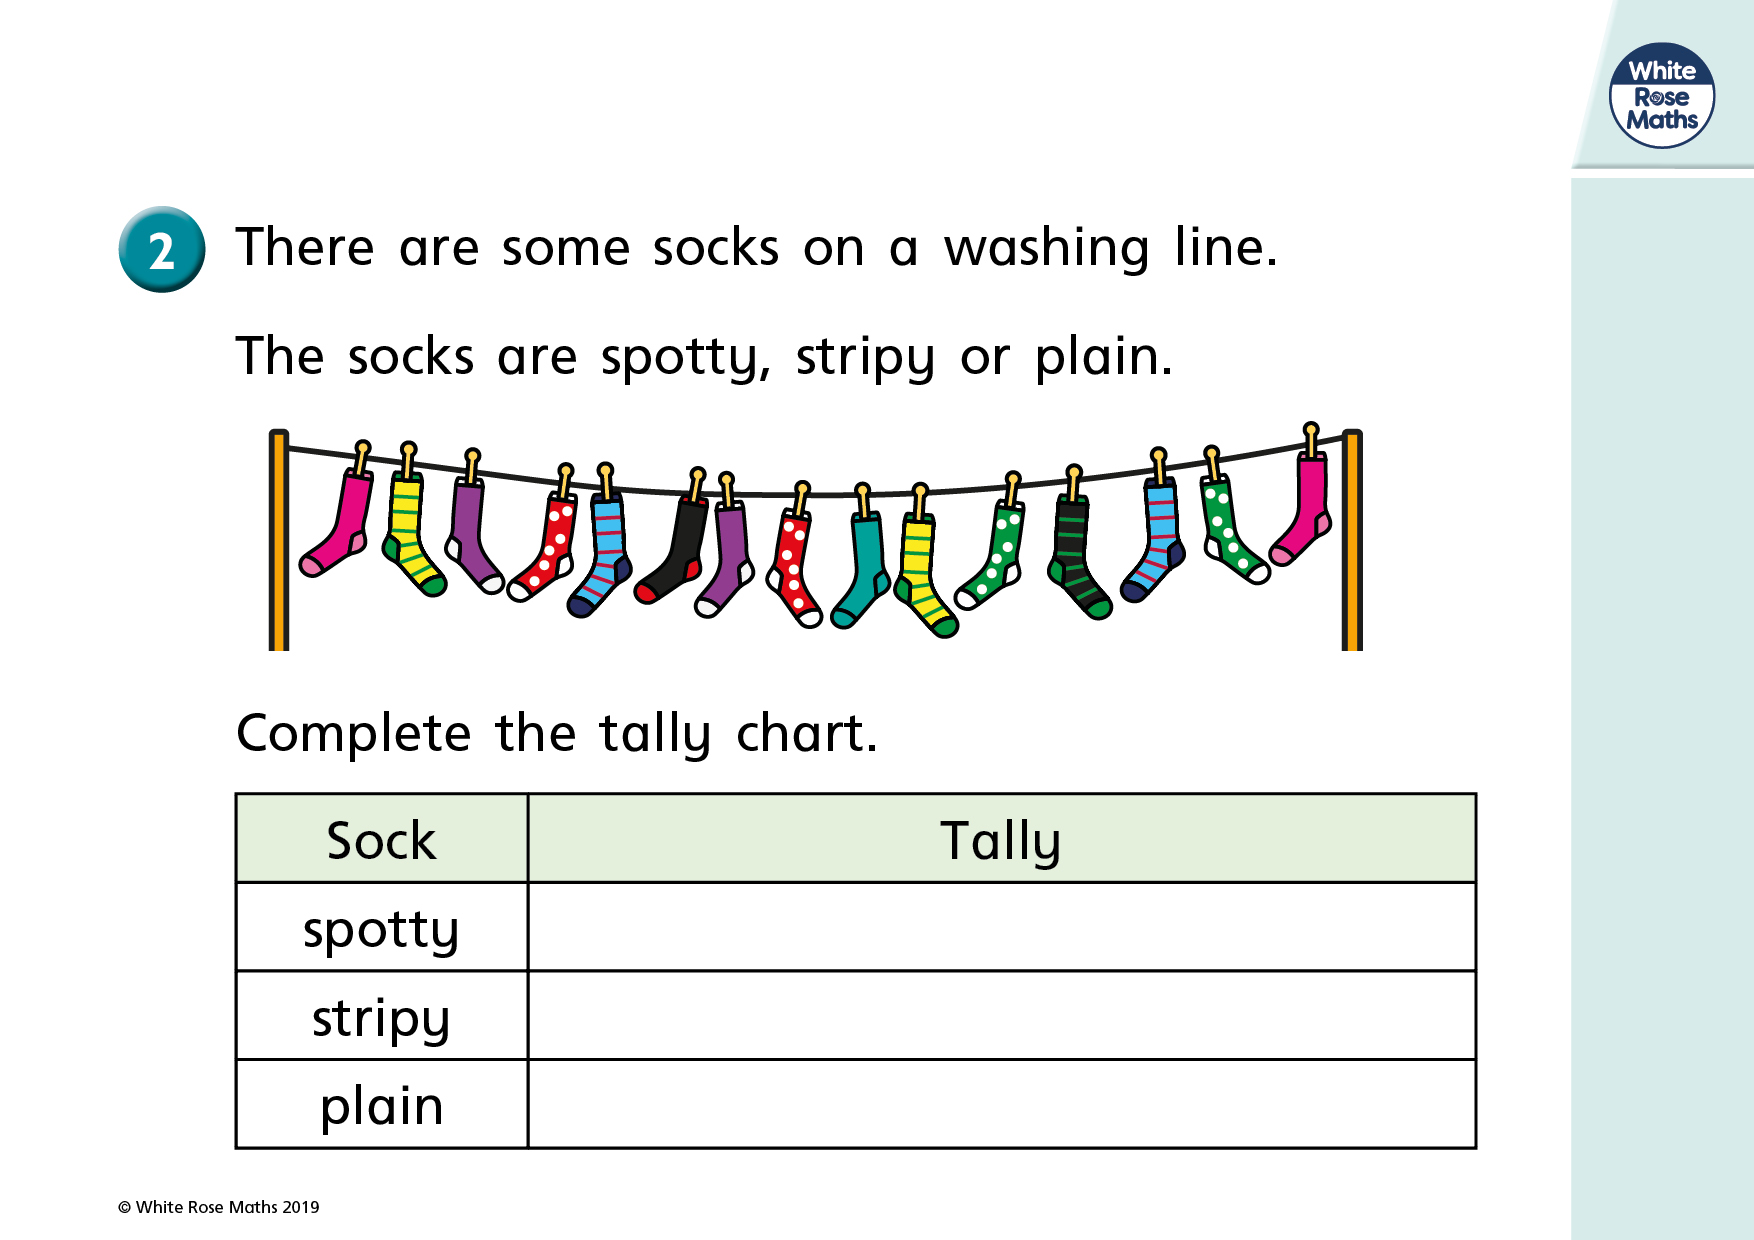 White
Rose
Maths
2 There are some socks on a washing line.
The socks are spotty, stripy or plain.
Complete the tally chart.
Sock Tally
spotty
stripy
plain
© White Rose Maths 2019